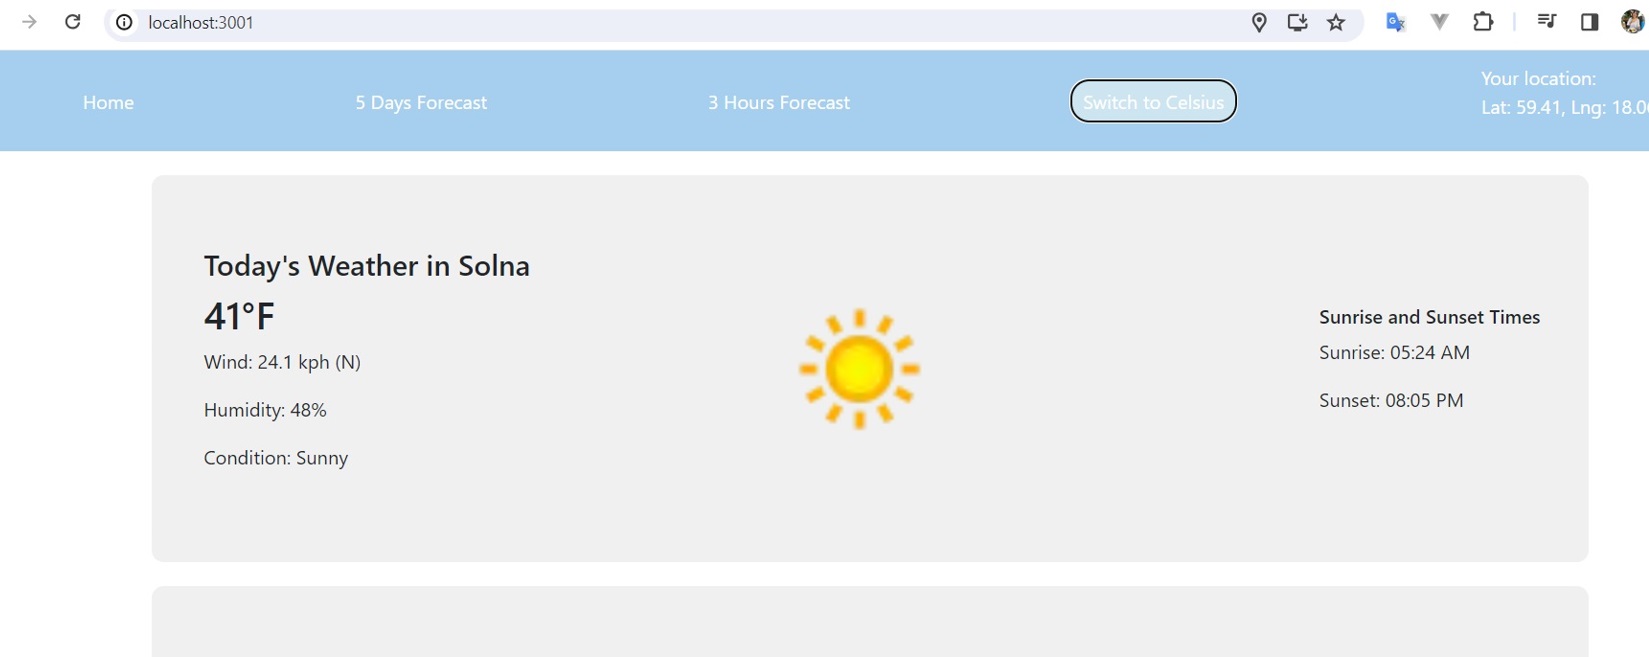 localhost:3001
Home
5 Days Forecast
3 Hours Forecast
Switch to Celsius
Your location:
Lat: 59.41, Lng: 18.0
Today's Weather in Solna
41°F
Wind: 24.1 kph (N)
Humidity: 48%
Condition: Sunny
Sunrise and Sunset Times
Sunrise: 05:24 AM
Sunset: 08:05 PM